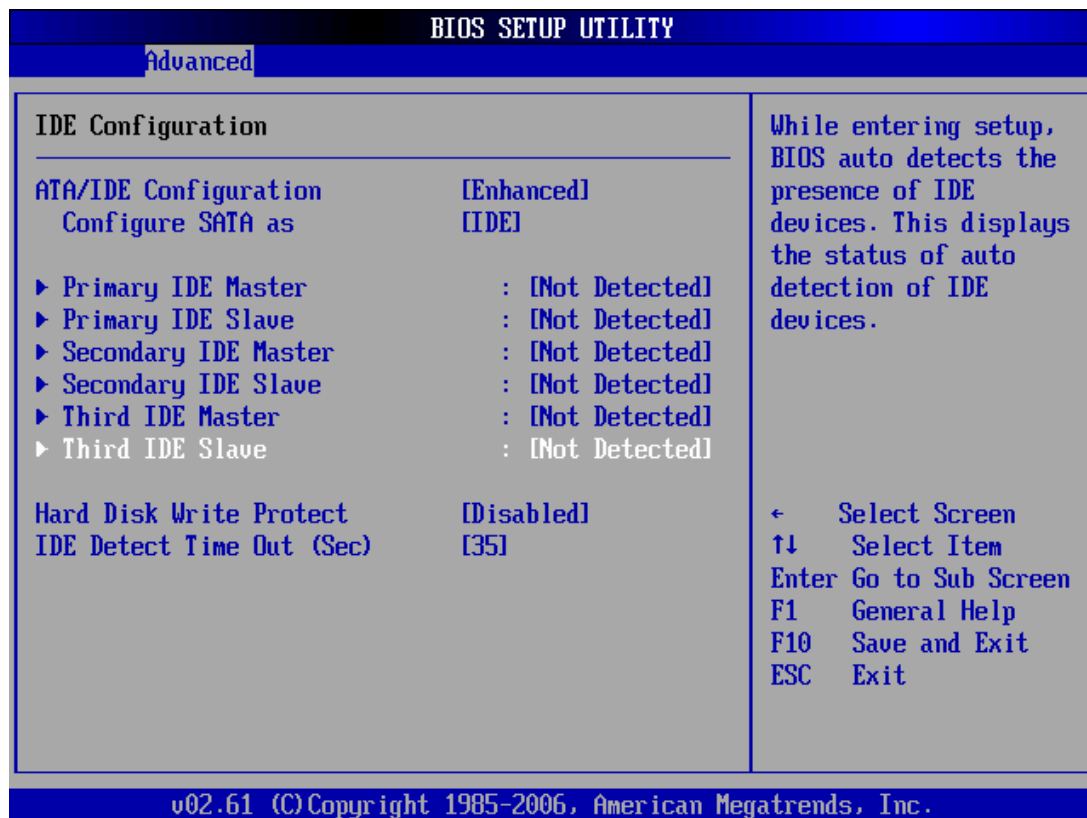 BIOS SETUP UTILITY
Advanced
IDE Configuration
ATA/IDE Configuration [Enhanced]
Configure SATA as [IDE]
Primary IDE Master : [Not Detected]
Primary IDE Slave : [Not Detected]
Secondary IDE Master : [Not Detected]
Secondary IDE Slave : [Not Detected]
Third IDE Master : [Not Detected]
Third IDE Slave : [Not Detected]
Hard Disk Write Protect [Disabled]
IDE Detect Time Out (Sec) [35]
While entering setup,
BIOS auto detects the
presence of IDE
devices. This displays
the status of auto
detection of IDE
devices.
← Select Screen
↑↓ Select Item
Enter Go to Sub Screen
F1 General Help
F10 Save and Exit
ESC Exit
v02.61 (C)Copyright 1985-2006, American Megatrends, Inc.